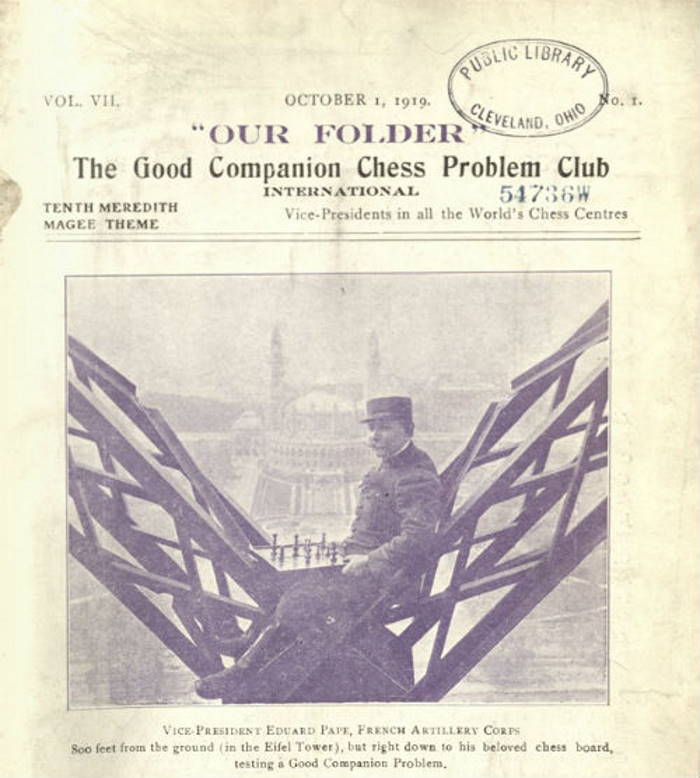 PUBLIC LIBRARY
CLEVELAND, OHIO
VOL. VII. OCTOBER 1, 1919. No. 1.
"OUR FOLDER"
The Good Companion Chess Problem Club
INTERNATIONAL
54736W
TENTH MEREDITH
MAGEE THEME
Vice-Presidents in all the World's Chess Centres
VICE-PRESIDENT EDUARD PAPE, FRENCH ARTILLERY CORPS
800 feet from the ground (in the Eifel Tower), but right down to his beloved chess board,
testing a Good Companion Problem.